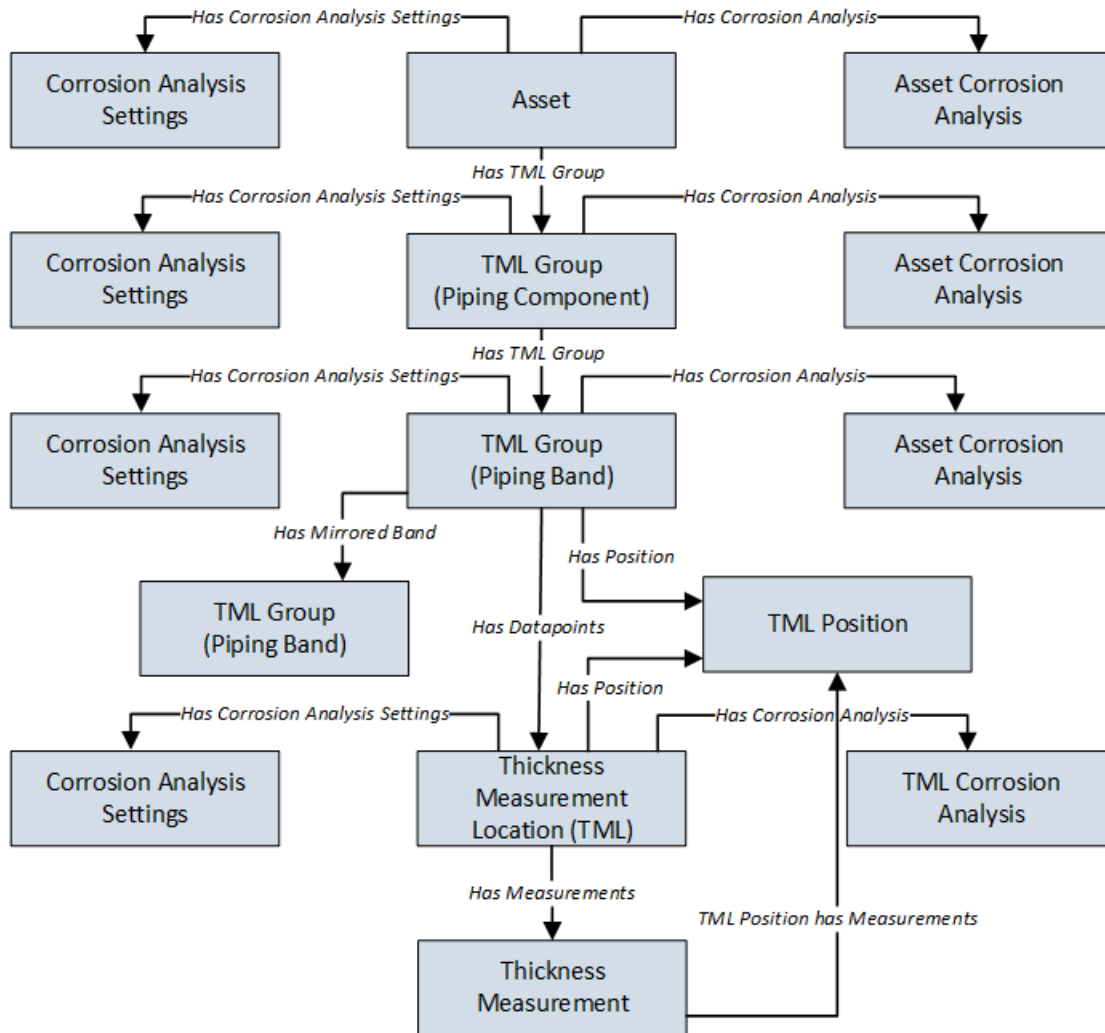 Has Corrosion Analysis Settings
Has Corrosion Analysis
Corrosion Analysis
Settings
Asset
Asset Corrosion
Analysis
Has TML Group
Has Corrosion Analysis Settings
Has Corrosion Analysis
Corrosion Analysis
Settings
TML Group
(Piping Component)
Asset Corrosion
Analysis
Has TML Group
Has Corrosion Analysis Settings
Has Corrosion Analysis
Corrosion Analysis
Settings
TML Group
(Piping Band)
Asset Corrosion
Analysis
Has Mirrored Band
Has Position
TML Group
(Piping Band)
Has Datapoints
TML Position
Has Position
Has Corrosion Analysis Settings
Has Corrosion Analysis
Corrosion Analysis
Settings
Thickness
Measurement
Location (TML)
TML Corrosion
Analysis
Has Measurements
TML Position has Measurements
Thickness
Measurement